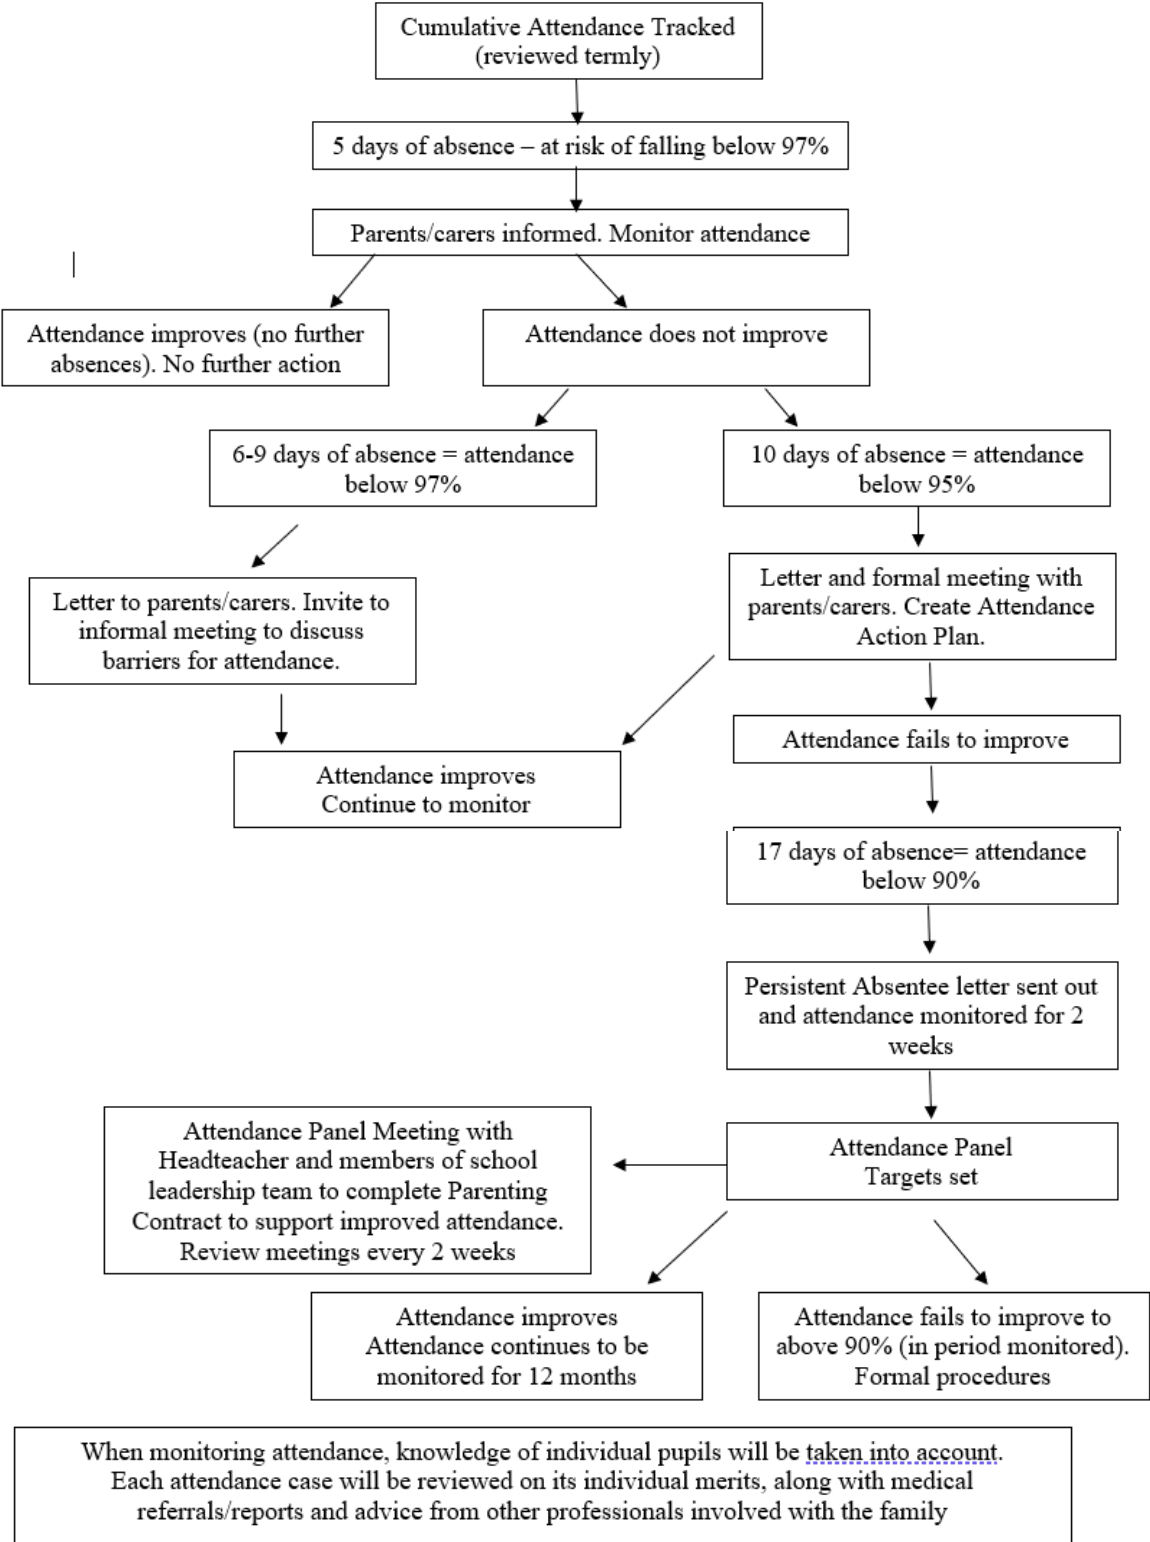 Cumulative Attendance Tracked
(reviewed termly)
5 days of absence – at risk of falling below 97%
Parents/carers informed. Monitor attendance
Attendance improves (no further
absences). No further action
Attendance does not improve
6-9 days of absence = attendance
below 97%
10 days of absence = attendance
below 95%
Letter to parents/carers. Invite to
informal meeting to discuss
barriers for attendance.
Letter and formal meeting with
parents/carers. Create Attendance
Action Plan.
Attendance fails to improve
Attendance improves
Continue to monitor
17 days of absence= attendance
below 90%
Persistent Absentee letter sent out
and attendance monitored for 2
weeks
Attendance Panel
Targets set
Attendance Panel Meeting with
Headteacher and members of school
leadership team to complete Parenting
Contract to support improved attendance.
Review meetings every 2 weeks
Attendance improves
Attendance continues to be
monitored for 12 months
Attendance fails to improve to
above 90% (in period monitored).
Formal procedures
When monitoring attendance, knowledge of individual pupils will be taken into account.
Each attendance case will be reviewed on its individual merits, along with medical
referrals/reports and advice from other professionals involved with the family